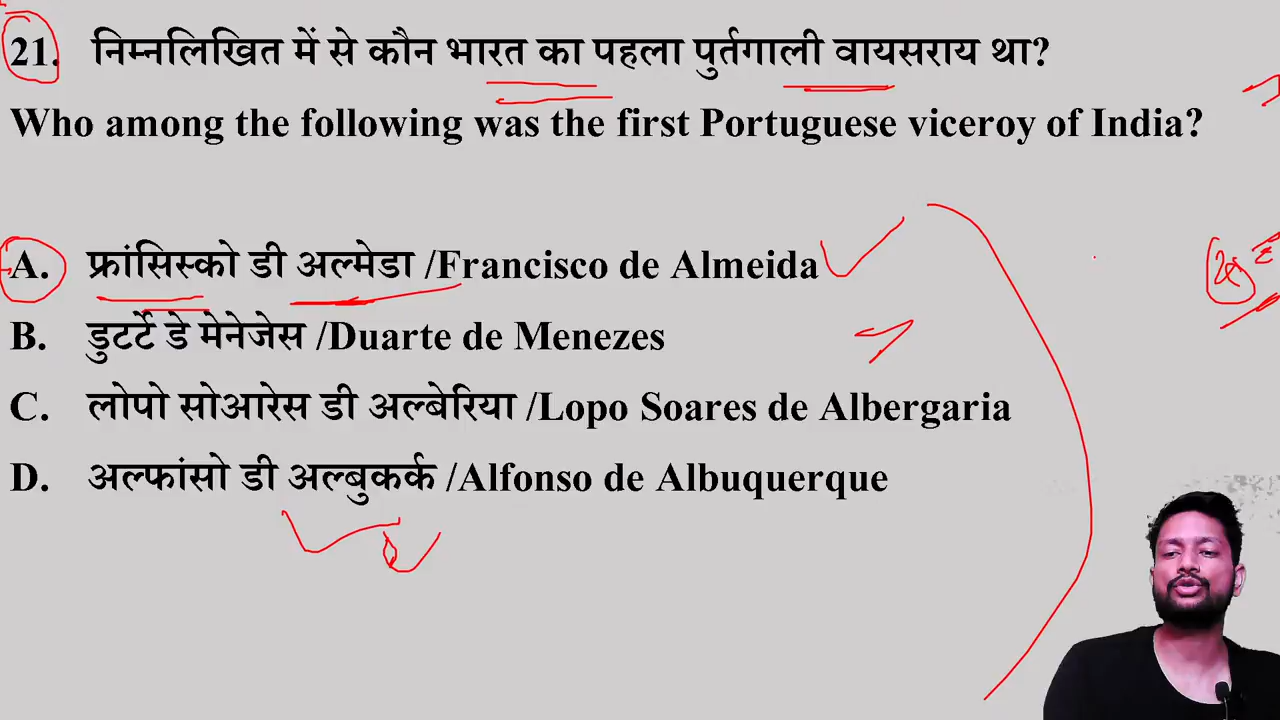 21. निम्नलिखित में से कौन भारत का पहला पुर्तगाली वायसराय था?
Who among the following was the first Portuguese viceroy of India?
A. फ्रांसिस्को डी अल्मेडा /Francisco de Almeida
B. डुटर्टे डे मेनेजेस /Duarte de Menezes
C. लोपो सोआरेस डी अल्बेरिया /Lopo Soares de Albergaria
D. अल्फांसो डी अल्बुकर्क /Alfonso de Albuquerque